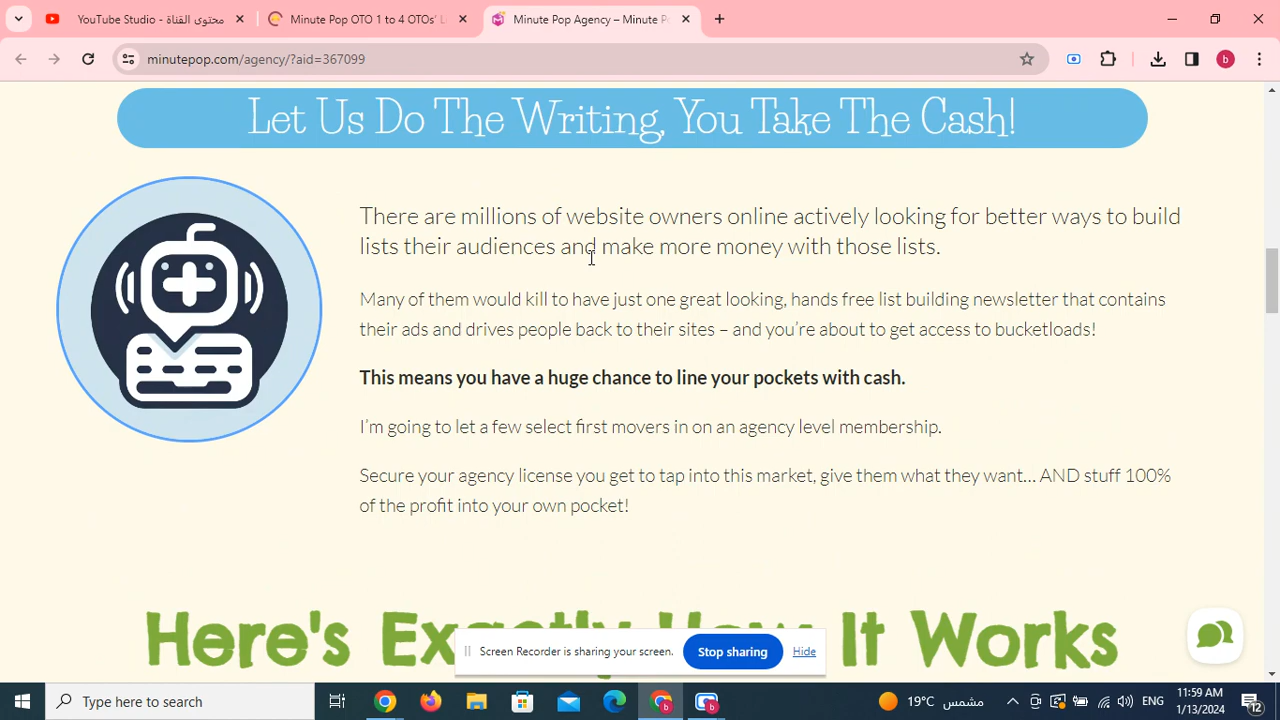 YouTube Studio - محتوى القناة
Minute Pop OTO 1 to 4 OTOs' L
Minute Pop Agency – Minute P
minutepop.com/agency/?aid=367099
b
Let Us Do The Writing, You Take The Cash!
There are millions of website owners online actively looking for better ways to build
lists their audiences and make more money with those lists.
Many of them would kill to have just one great looking, hands free list building newsletter that contains
their ads and drives people back to their sites – and you're about to get access to bucketloads!
This means you have a huge chance to line your pockets with cash.
I'm going to let a few select first movers in on an agency level membership.
Secure your agency license you get to tap into this market, give them what they want... AND stuff 100%
of the profit into your own pocket!
Here's Exactly How It Works
Screen Recorder is sharing your screen.
Stop sharing
Hide
Type here to search
b
b
19°C مشمس
ENG
11:59 AM
1/13/2024
12